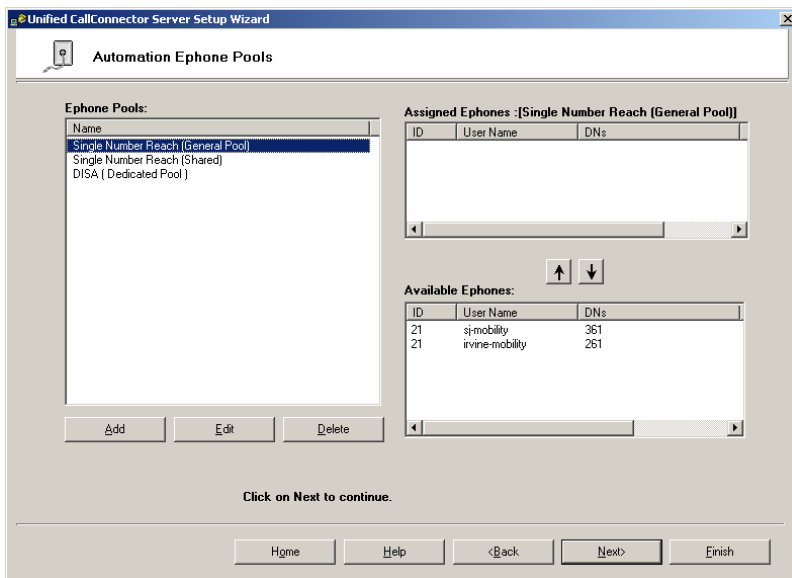 Unified CallConnector Server Setup Wizard
Automation Ephone Pools
Ephone Pools:
Name
Single Number Reach (General Pool)
Single Number Reach (Shared)
DISA ( Dedicated Pool )
Add Edit Delete
Assigned Ephones :[Single Number Reach (General Pool)]
ID User Name DNs
Available Ephones:
ID User Name DNs
21 sj-mobility 361
21 irvine-mobility 261
Click on Next to continue.
Home Help <Back Next> Finish